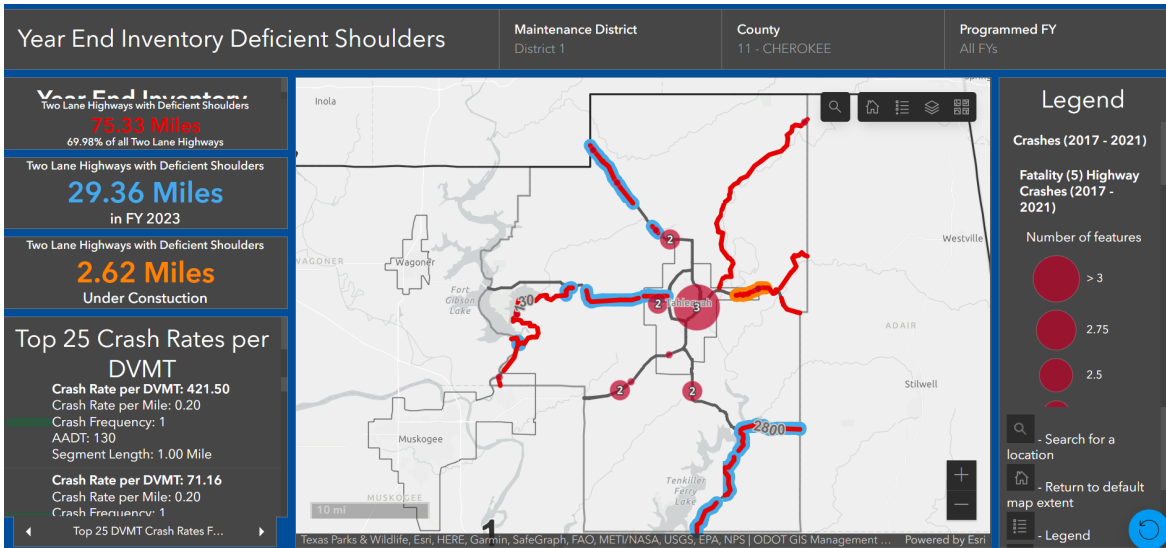 Year End Inventory Deficient Shoulders
Maintenance District
District 1
County
11 - CHEROKEE
Programmed FY
All FYs
Year End Inventory
Two Lane Highways with Deficient Shoulders
75.33 Miles
69.98% of all Two Lane Highways
Two Lane Highways with Deficient Shoulders
29.36 Miles
in FY 2023
Two Lane Highways with Deficient Shoulders
2.62 Miles
Under Constuction
Top 25 Crash Rates per
DVMT
Crash Rate per DVMT: 421.50
Crash Rate per Mile: 0.20
Crash Frequency: 1
AADT: 130
Segment Length: 1.00 Mile
Crash Rate per DVMT: 71.16
Crash Rate per Mile: 0.20
Crash Frequency: 1
Top 25 DVMT Crash Rates F...
Inola
WAGONER
Wagoner
Fort
Gibson
Lake
130
2
2
3
2
2
Westville
ADAIR
Stilwell
2800
Muskogee
MUSKOGEE
Tenkiller
Ferry
Lake
10 mi
1
Texas Parks & Wildlife, Esri, HERE, Garmin, SafeGraph, FAO, METI/NASA, USGS, EPA, NPS | ODOT GIS Management ...
Powered by Esri
Legend
Crashes (2017 - 2021)
Fatality (5) Highway
Crashes (2017 -
2021)
Number of features
> 3
2.75
2.5
- Search for a
location
- Return to default
map extent
- Legend